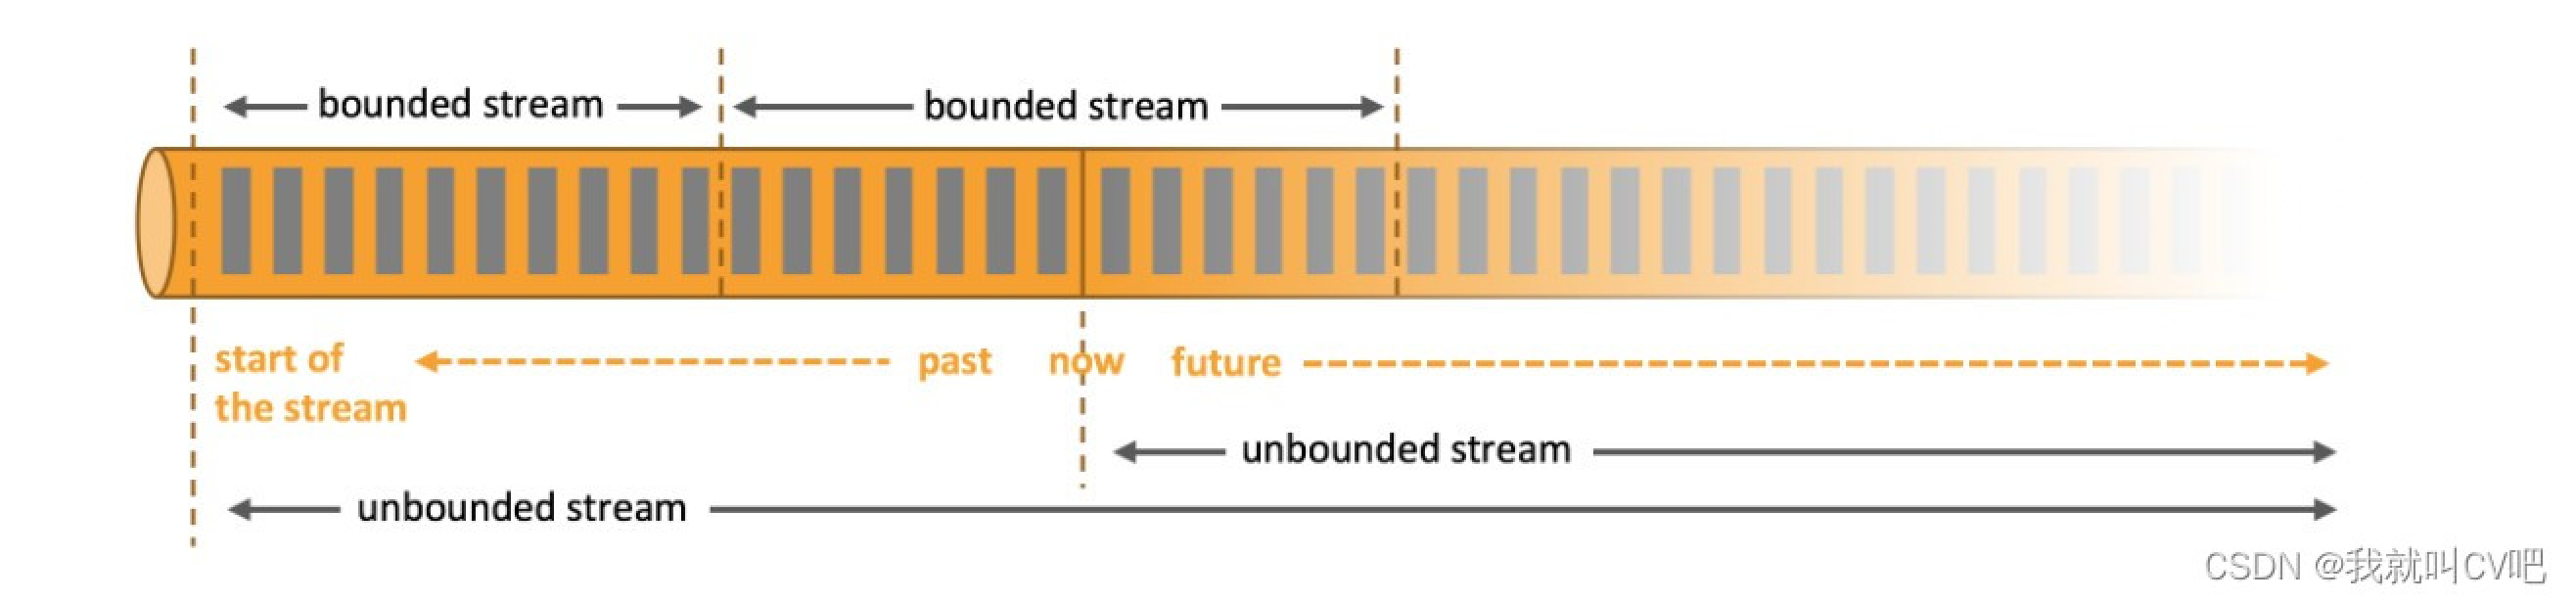 bounded stream
bounded stream
start of
the stream
past
now
future
unbounded stream
unbounded stream
CSDN @我就叫CV吧